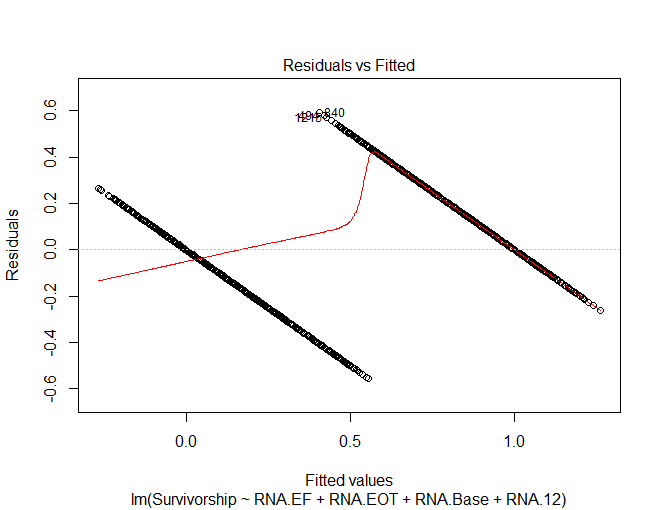 Residuals vs Fitted
840
Residuals
-0.6 -0.4 -0.2 0.0 0.2 0.4 0.6
0.0 0.5 1.0
Fitted values
lm(Survivorship ~ RNA.EF + RNA.EOT + RNA.Base + RNA.12)